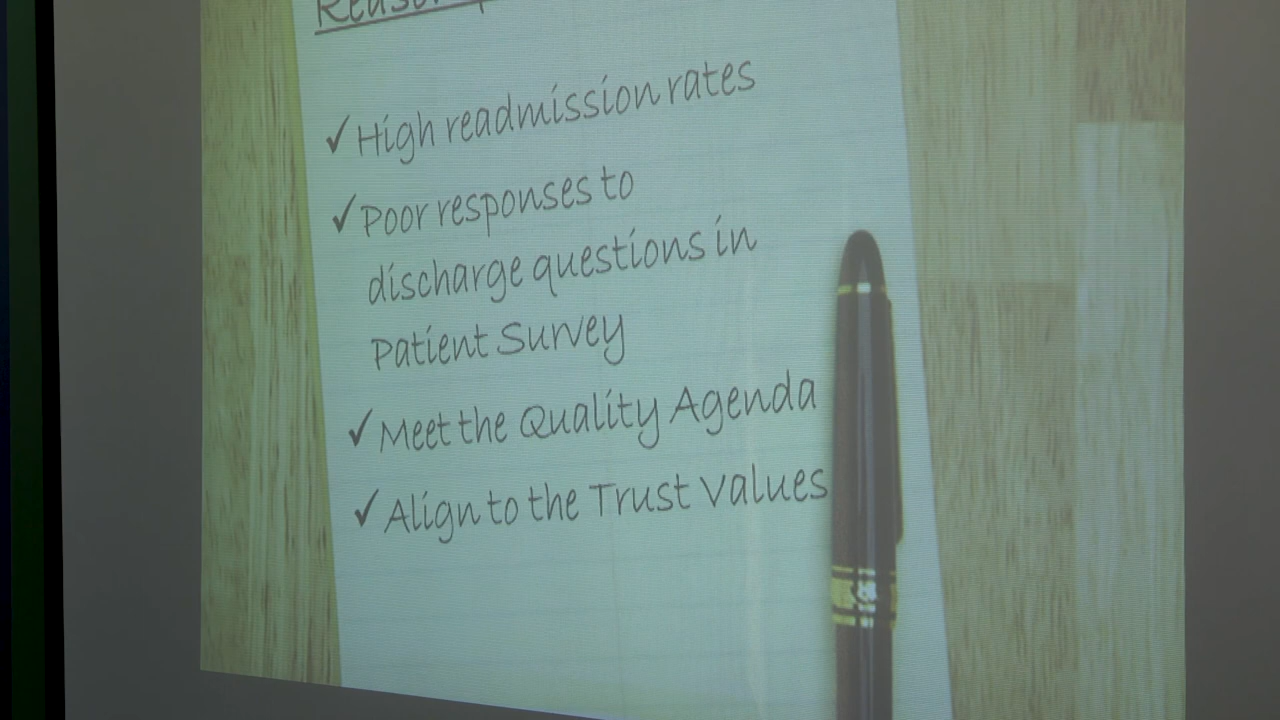 ✓ High readmission rates
✓ Poor responses to
discharge questions in
Patient Survey
✓ Meet the Quality Agenda
✓ Align to the Trust Values